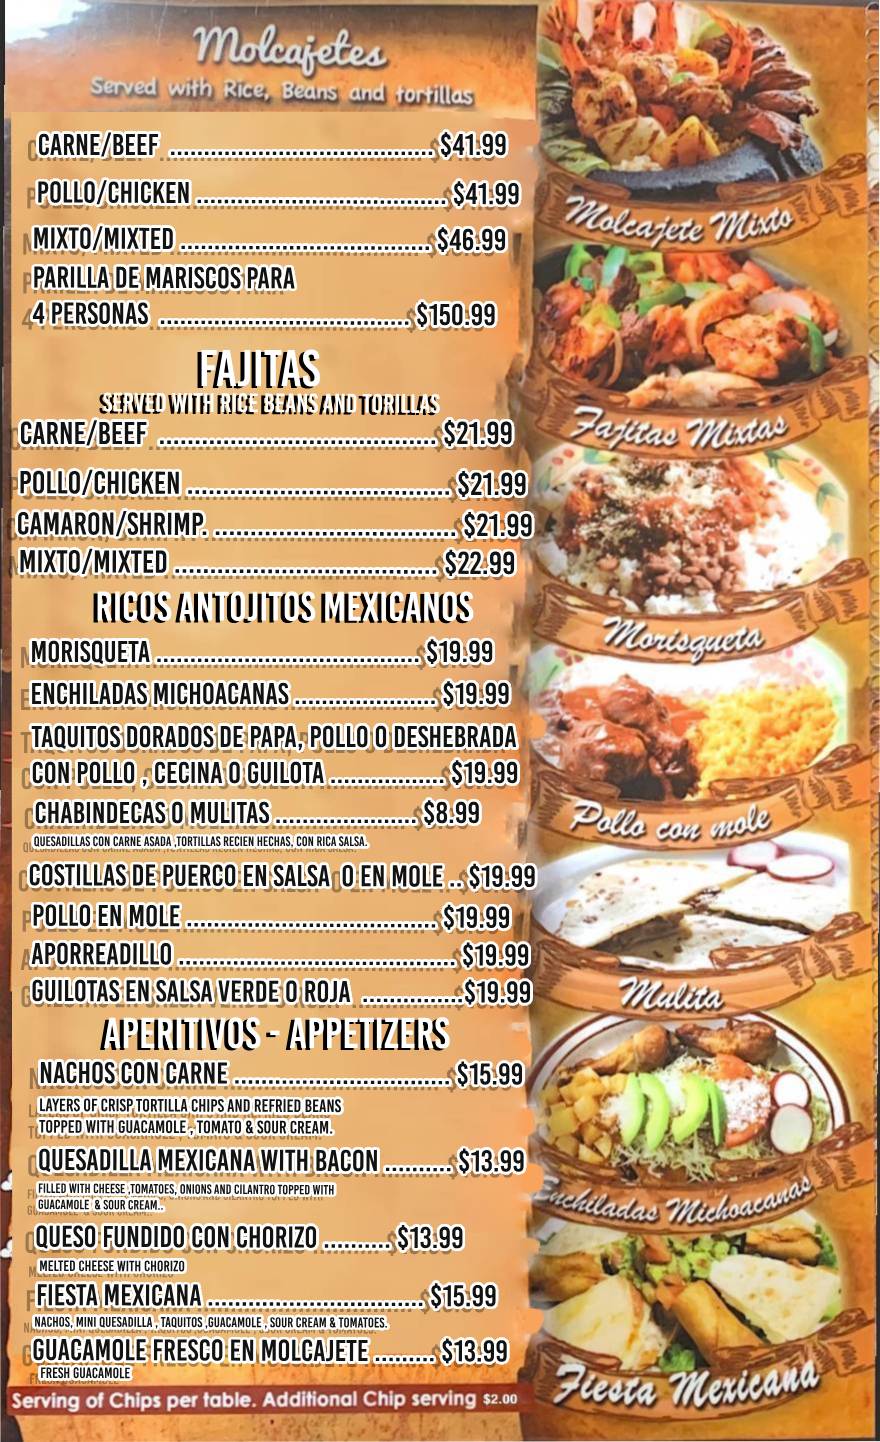 Molcajetes
Served with Rice, Beans and tortillas
CARNE/BEEF ....................................... $41.99
POLLO/CHICKEN ..................................... $41.99
MIXTO/MIXTED ..................................... $46.99
PARILLA DE MARISCOS PARA
4 PERSONAS ..................................... $150.99
FAJITAS
SERVED WITH RICE BEANS AND TORILLAS
CARNE/BEEF ......................................... $21.99
POLLO/CHICKEN ....................................... $21.99
CAMARON/SHRIMP. .................................... $21.99
MIXTO/MIXTED ....................................... $22.99
RICOS ANTOJITOS MEXICANOS
MORISQUETA ....................................... $19.99
ENCHILADAS MICHOACANAS ..................... $19.99
TAQUITOS DORADOS DE PAPA, POLLO O DESHEBRADA
CON POLLO , CECINA O GUILOTA ................. $19.99
CHABINDECAS O MULITAS ..................... $8.99
QUESADILLAS CON CARNE ASADA ,TORTILLAS RECIEN HECHAS, CON RICA SALSA.
COSTILLAS DE PUERCO EN SALSA O EN MOLE .. $19.99
POLLO EN MOLE ..................................... $19.99
APORREADILLO ......................................... $19.99
GUILOTAS EN SALSA VERDE O ROJA ...............$19.99
APERITIVOS - APPETIZERS
NACHOS CON CARNE ................................ $15.99
LAYERS OF CRISP TORTILLA CHIPS AND REFRIED BEANS
TOPPED WITH GUACAMOLE , TOMATO & SOUR CREAM.
QUESADILLA MEXICANA WITH BACON .......... $13.99
FILLED WITH CHEESE ,TOMATOES, ONIONS AND CILANTRO TOPPED WITH
GUACAMOLE & SOUR CREAM..
QUESO FUNDIDO CON CHORIZO .......... $13.99
MELTED CHEESE WITH CHORIZO
FIESTA MEXICANA ................................ $15.99
NACHOS, MINI QUESADILLA , TAQUITOS ,GUACAMOLE , SOUR CREAM & TOMATOES.
GUACAMOLE FRESCO EN MOLCAJETE ......... $13.99
FRESH GUACAMOLE
Serving of Chips per table. Additional Chip serving $2.00
Molcajete Mixto
Fajitas Mixtas
Morisqueta
Pollo con mole
Mulita
Enchiladas Michoacanas
Fiesta Mexicana